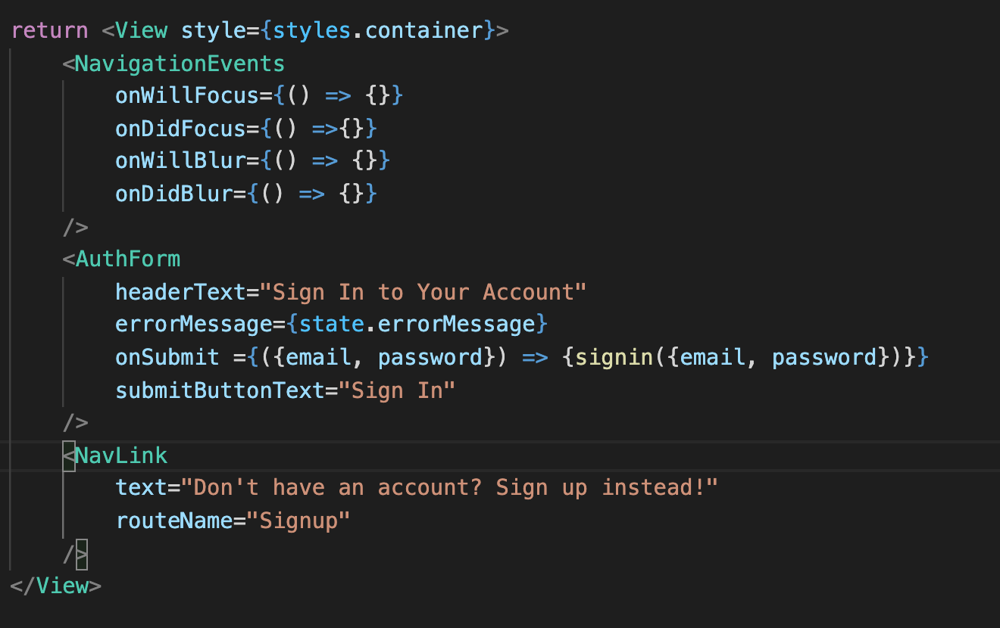 return <View style={styles.container}>
    <NavigationEvents
        onWillFocus={() => {}}
        onDidFocus={() =>{}}
        onWillBlur={() => {}}
        onDidBlur={() => {}}
    />
    <AuthForm
        headerText="Sign In to Your Account"
        errorMessage={state.errorMessage}
        onSubmit ={({email, password}) => {signin({email, password})}}
        submitButtonText="Sign In"
    />
    <NavLink
        text="Don't have an account? Sign up instead!"
        routeName="Signup"
    />
</View>